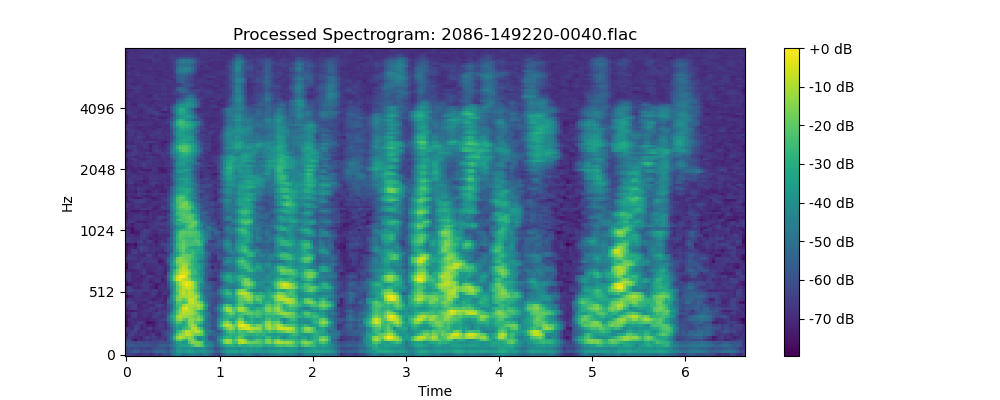 Processed Spectrogram: 2086-149220-0040.flac
Hz
4096
2048
1024
512
0
0 1 2 3 4 5 6
Time
+0 dB
-10 dB
-20 dB
-30 dB
-40 dB
-50 dB
-60 dB
-70 dB